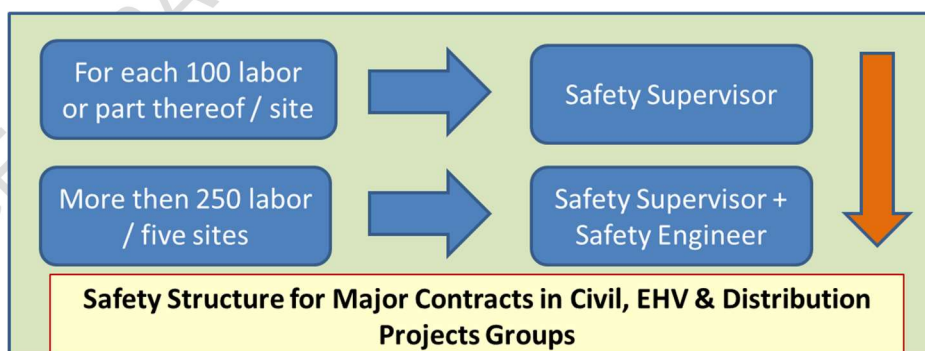 For each 100 labor
or part thereof / site
Safety Supervisor
More then 250 labor
/ five sites
Safety Supervisor +
Safety Engineer
Safety Structure for Major Contracts in Civil, EHV & Distribution
Projects Groups